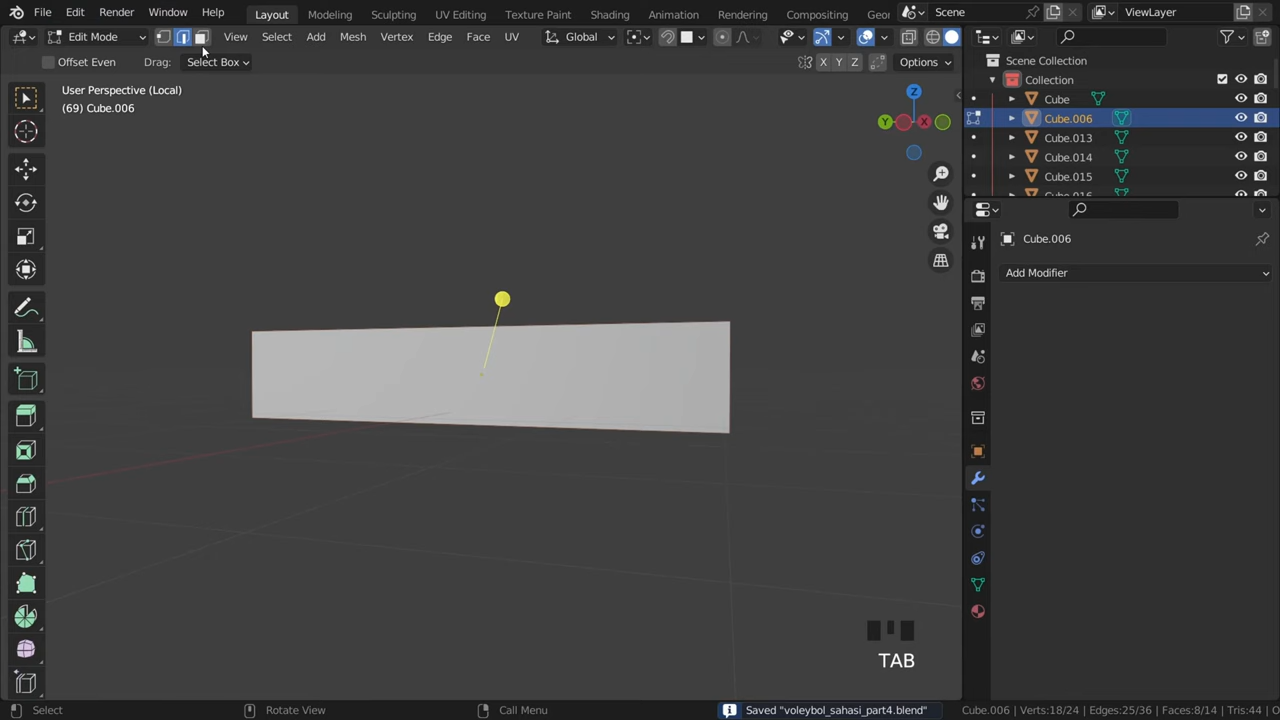 File Edit Render Window Help Layout Modeling Sculpting UV Editing Texture Paint Shading Animation Rendering Compositing Geon Scene ViewLayer
Edit Mode View Select Add Mesh Vertex Edge Face UV Global
Offset Even Drag: Select Box X Y Z Options
User Perspective (Local)
(69) Cube.006
Z
Y X
Scene Collection
Collection
Cube
Cube.006
Cube.013
Cube.014
Cube.015
Cube.016
Cube.006
Add Modifier
TAB
Select Rotate View Call Menu Saved "voleybol_sahasi_part4.blend" Cube.006 | Verts:18/24 | Edges:25/36 | Faces:8/14 | Tris:44